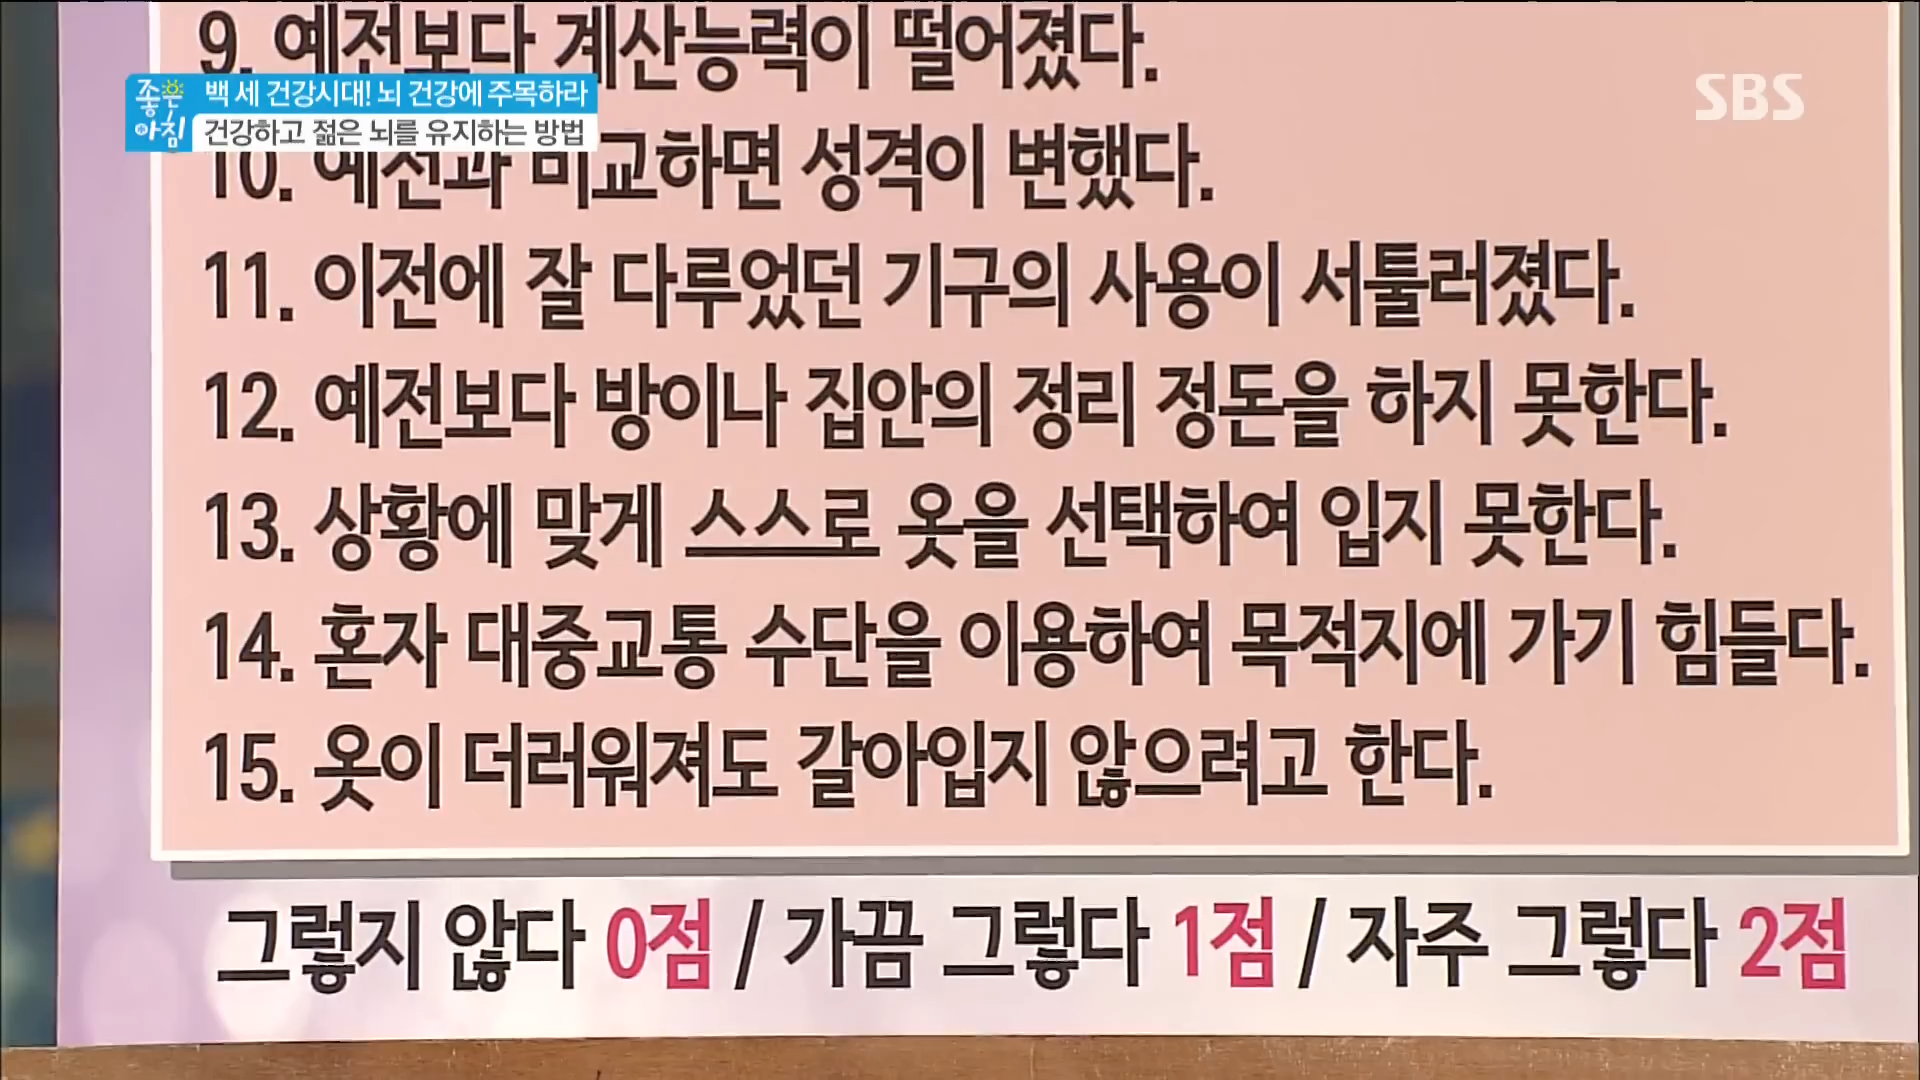 9. 예전보다 계산능력이 떨어졌다.
좋은아침
백 세 건강시대! 뇌 건강에 주목하라
건강하고 젊은 뇌를 유지하는 방법
SBS
10. 예전과 비교하면 성격이 변했다.
11. 이전에 잘 다루었던 기구의 사용이 서툴러졌다.
12. 예전보다 방이나 집안의 정리 정돈을 하지 못한다.
13. 상황에 맞게 스스로 옷을 선택하여 입지 못한다.
14. 혼자 대중교통 수단을 이용하여 목적지에 가기 힘들다.
15. 옷이 더러워져도 갈아입지 않으려고 한다.
그렇지 않다 0점 / 가끔 그렇다 1점 / 자주 그렇다 2점